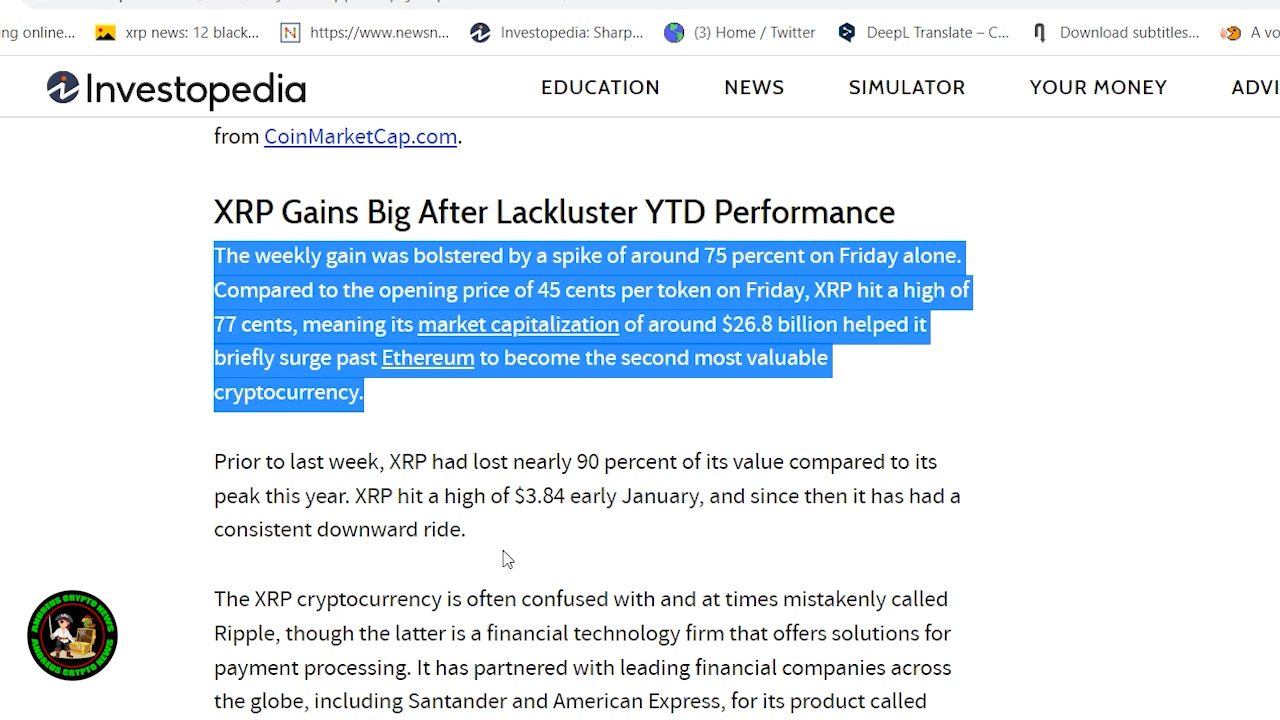 ing online...
xrp news: 12 black...
https://www.newsn...
Investopedia: Sharp...
(3) Home / Twitter
DeepL Translate – C...
Download subtitles...
A vo
Investopedia
EDUCATION
NEWS
SIMULATOR
YOUR MONEY
ADVI
from CoinMarketCap.com.
XRP Gains Big After Lackluster YTD Performance
The weekly gain was bolstered by a spike of around 75 percent on Friday alone.
Compared to the opening price of 45 cents per token on Friday, XRP hit a high of
77 cents, meaning its market capitalization of around $26.8 billion helped it
briefly surge past Ethereum to become the second most valuable
cryptocurrency.
Prior to last week, XRP had lost nearly 90 percent of its value compared to its
peak this year. XRP hit a high of $3.84 early January, and since then it has had a
consistent downward ride.
The XRP cryptocurrency is often confused with and at times mistakenly called
Ripple, though the latter is a financial technology firm that offers solutions for
payment processing. It has partnered with leading financial companies across
the globe, including Santander and American Express, for its product called
ANDREUS CRYPTO NEWS
ANDREUS CRYPTO NEWS